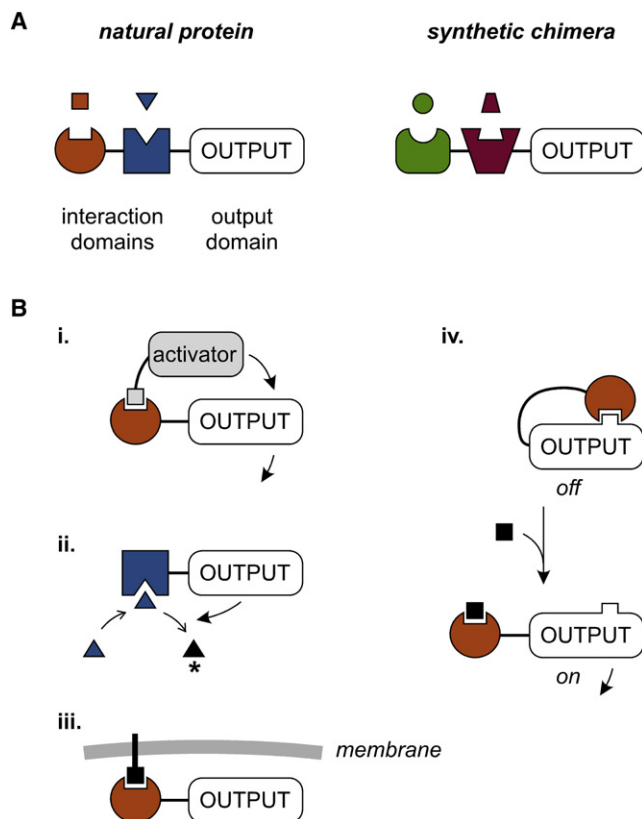 A
natural protein
synthetic chimera
OUTPUT
OUTPUT
interaction
domains
output
domain
B
i.
activator
OUTPUT
ii.
OUTPUT
*
iii.
membrane
OUTPUT
iv.
OUTPUT
off
OUTPUT
on